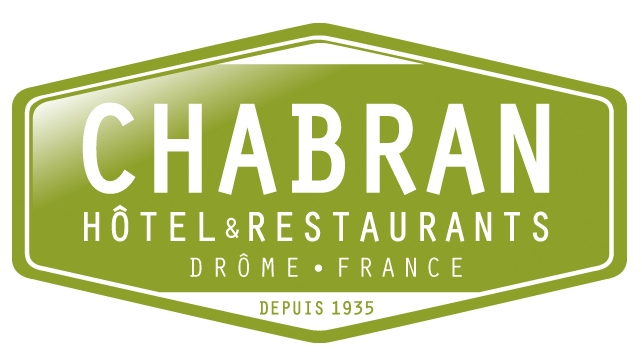 CHABRAN
HÔTEL&RESTAURANTS
DRÔME • FRANCE
DEPUIS 1935